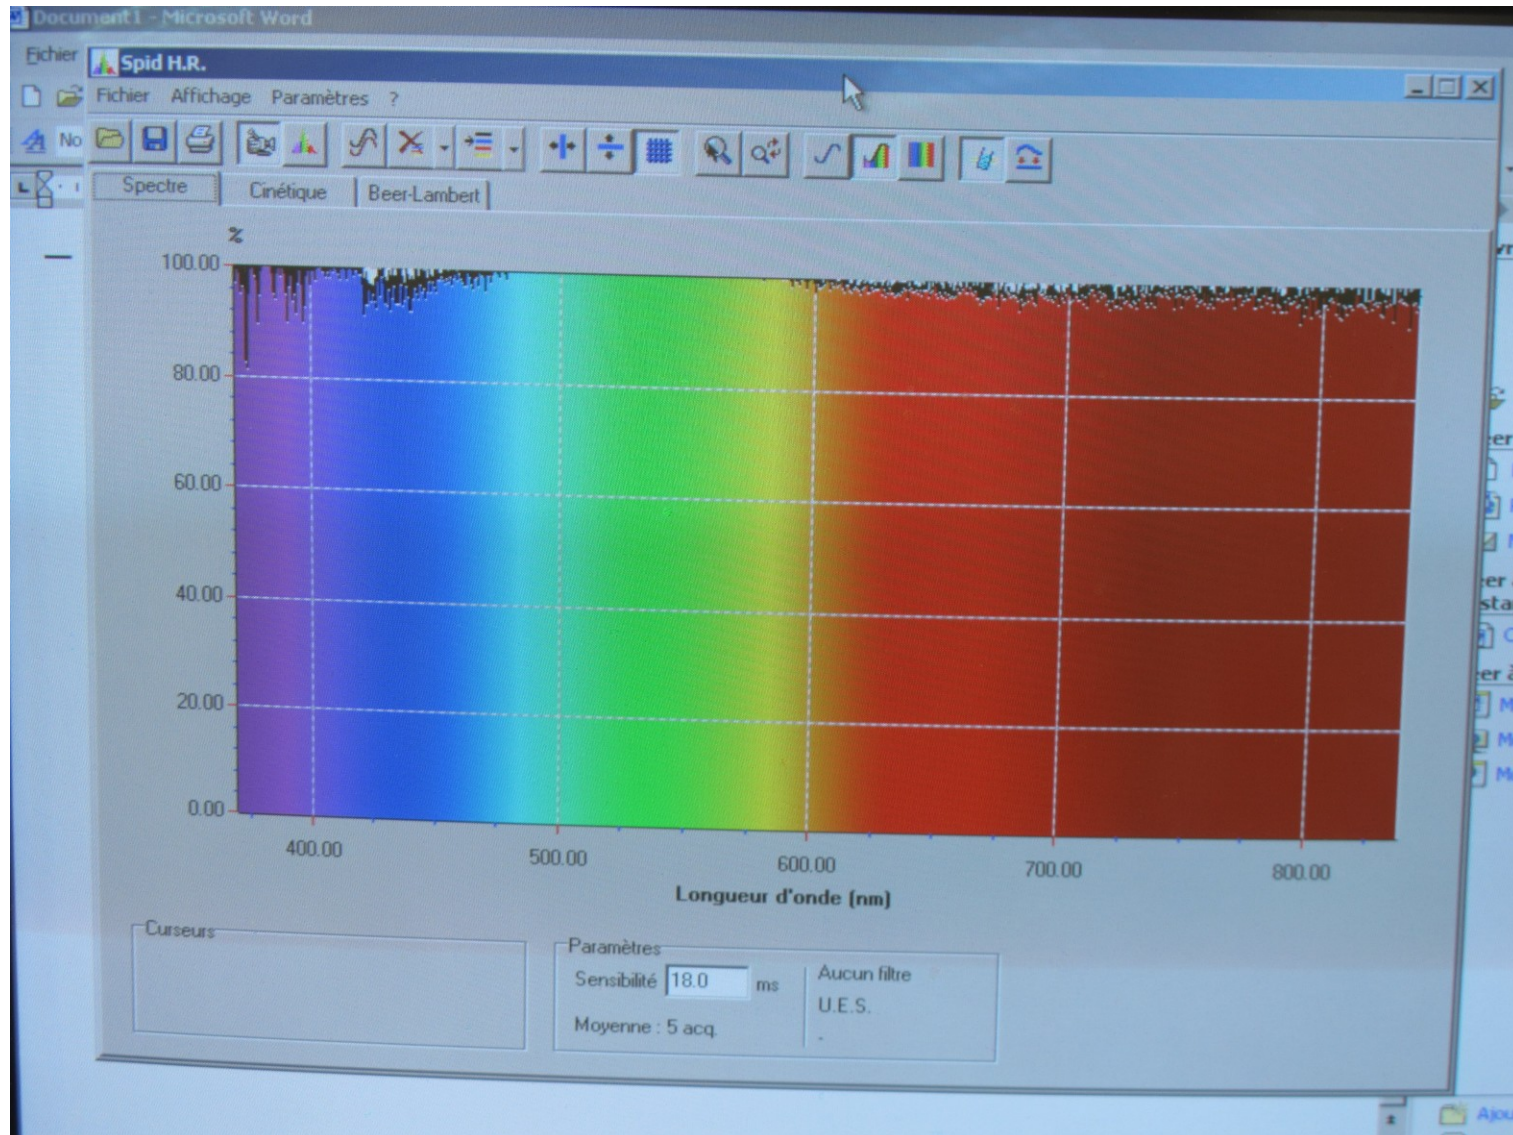 Document1 - Microsoft Word
Fichier
Spid H.R.
Fichier Affichage Paramètres ?
No
Spectre Cinétique Beer-Lambert
%
100.00
80.00
60.00
40.00
20.00
0.00
400.00 500.00 600.00 700.00 800.00
Longueur d'onde (nm)
Curseurs
Paramètres
Sensibilité 18.0 ms
Moyenne : 5 acq.
Aucun filtre
U.E.S.
.
Ajou